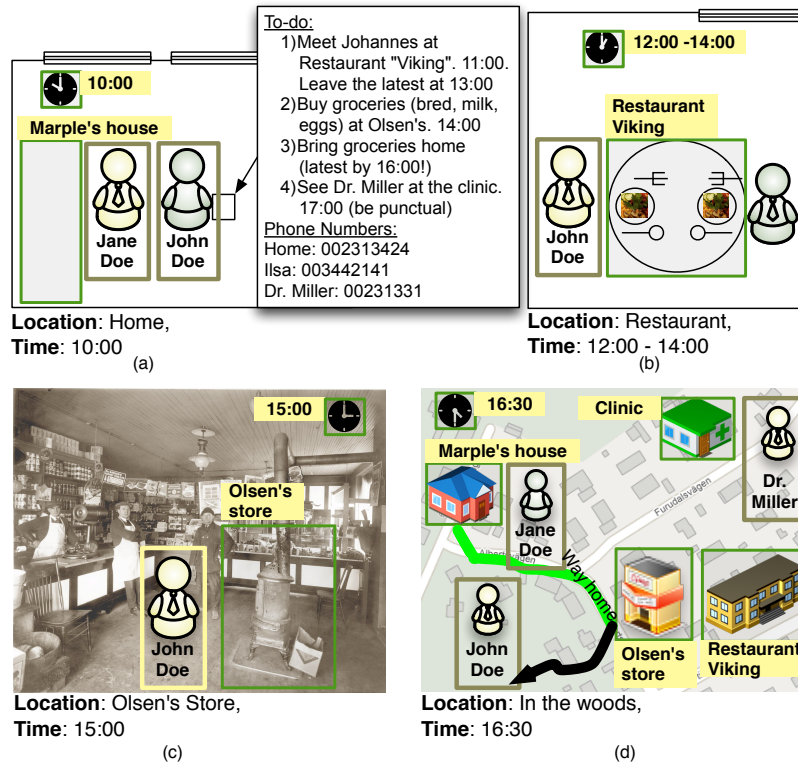 10:00
Marple's house
Jane
Doe
John
Doe
To-do:
1)Meet Johannes at
Restaurant "Viking". 11:00.
Leave the latest at 13:00
2)Buy groceries (bred, milk,
eggs) at Olsen's. 14:00
3)Bring groceries home
(latest by 16:00!)
4)See Dr. Miller at the clinic.
17:00 (be punctual)
Phone Numbers:
Home: 002313424
Ilsa: 003442141
Dr. Miller: 00231331
Location: Home,
Time: 10:00
(a)
12:00 -14:00
Restaurant
Viking
John
Doe
Location: Restaurant,
Time: 12:00 - 14:00
(b)
15:00
Olsen's
store
John
Doe
Location: Olsen's Store,
Time: 15:00
(c)
16:30
Clinic
Marple's house
Jane
Doe
Dr.
Miller
Furudalsvägen
Way home
John
Doe
Olsen's
store
Restaurant
Viking
Location: In the woods,
Time: 16:30
(d)